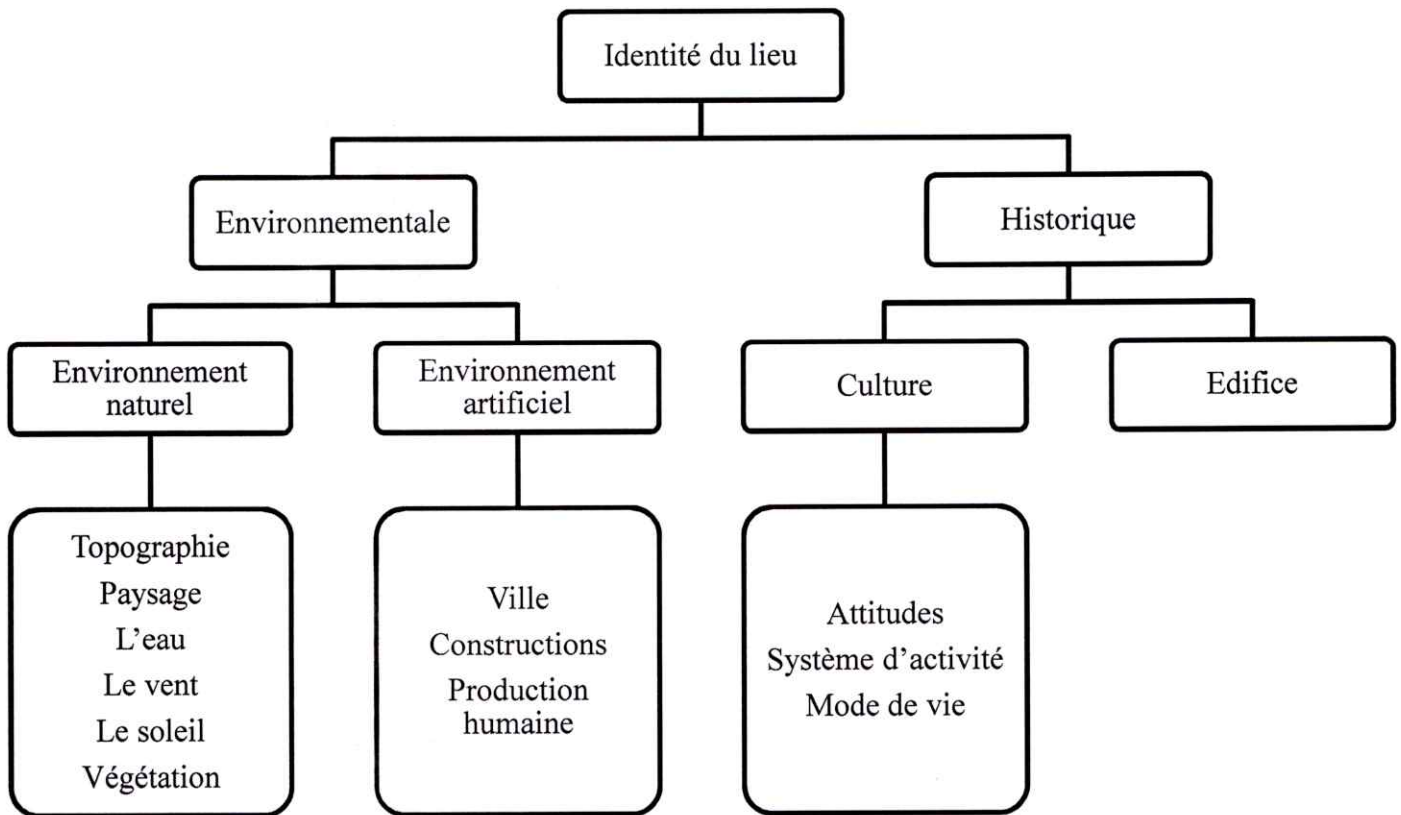 Identité du lieu
Environnementale
Historique
Environnement
naturel
Environnement
artificiel
Culture
Edifice
Topographie
Paysage
L’eau
Le vent
Le soleil
Végétation
Ville
Constructions
Production
humaine
Attitudes
Système d’activité
Mode de vie